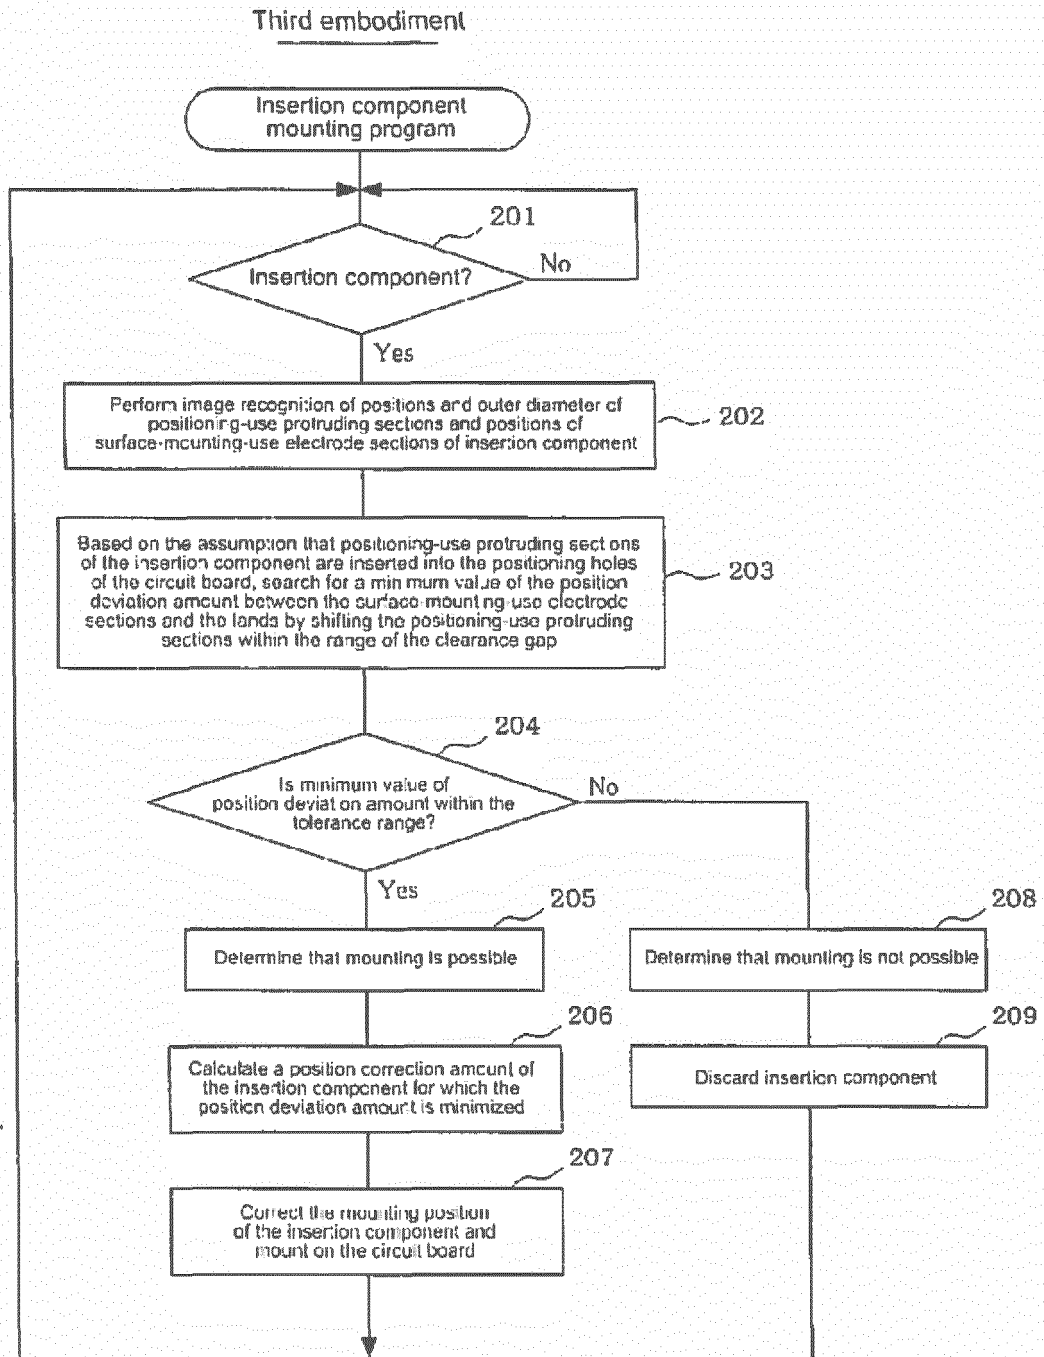 Third embodiment
Insertion component
mounting program
201
Insertion component?
No
Yes
Perform image recognition of positions and outer diameter of
positioning-use protruding sections and positions of
surface-mounting-use electrode sections of insertion component
202
Based on the assumption that positioning-use protruding sections
of the insertion component are inserted into the positioning holes
of the circuit board, search for a minimum value of the position
deviation amount between the surface-mounting-use electrode
sections and the lands by shifting the positioning-use protruding
sections within the range of the clearance gap
203
204
Is minimum value of
position deviation amount within the
tolerance range?
No
Yes
205
Determine that mounting is possible
208
Determine that mounting is not possible
206
Calculate a position correction amount of
the insertion component for which the
position deviation amount is minimized
209
Discard insertion component
207
Correct the mounting position
of the insertion component and
mount on the circuit board